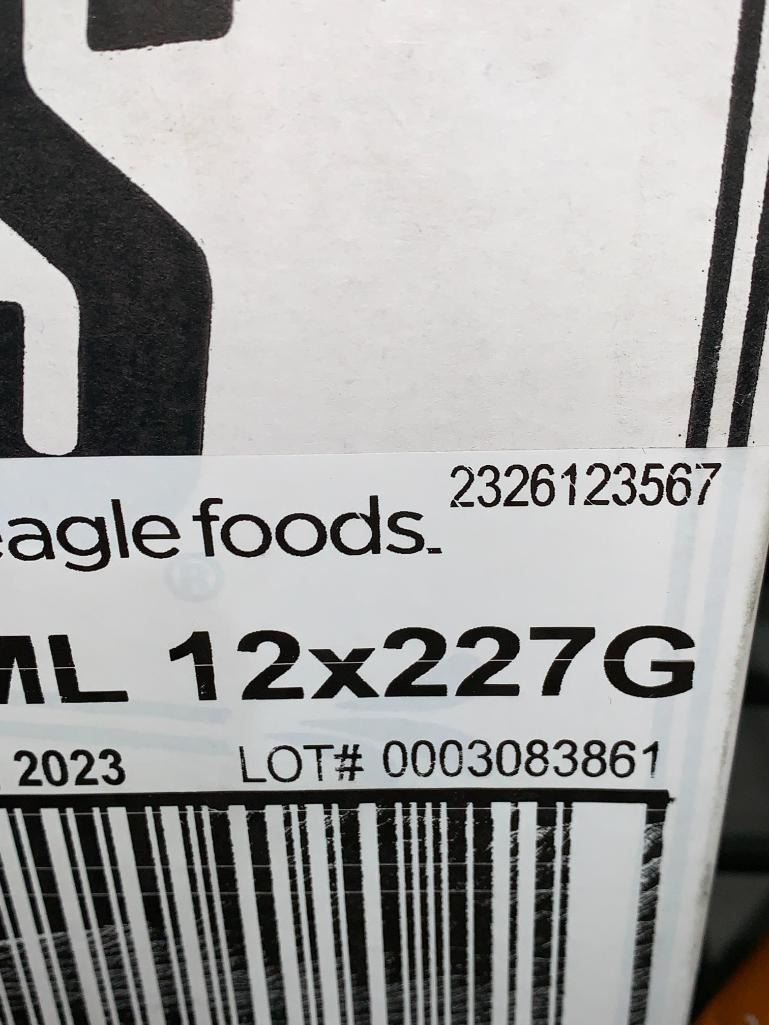 2326123567
eagle foods.
ML 12x227G
2023 LOT# 0003083861